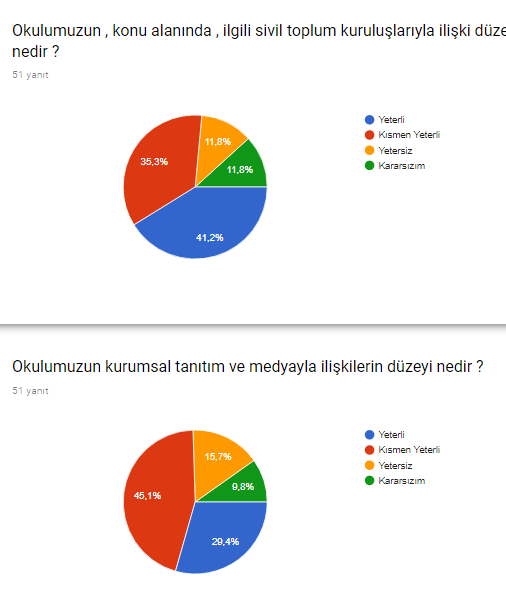 Okulumuzun , konu alanında , ilgili sivil toplum kuruluşlarıyla ilişki düze
nedir ?
51 yanıt
Yeterli
Kısmen Yeterli
Yetersiz
Kararsızım
11,8%
35,3%
11,8%
41,2%
Okulumuzun kurumsal tanıtım ve medyayla ilişkilerin düzeyi nedir ?
51 yanıt
Yeterli
Kısmen Yeterli
Yetersiz
Kararsızım
15,7%
9,8%
45,1%
29,4%